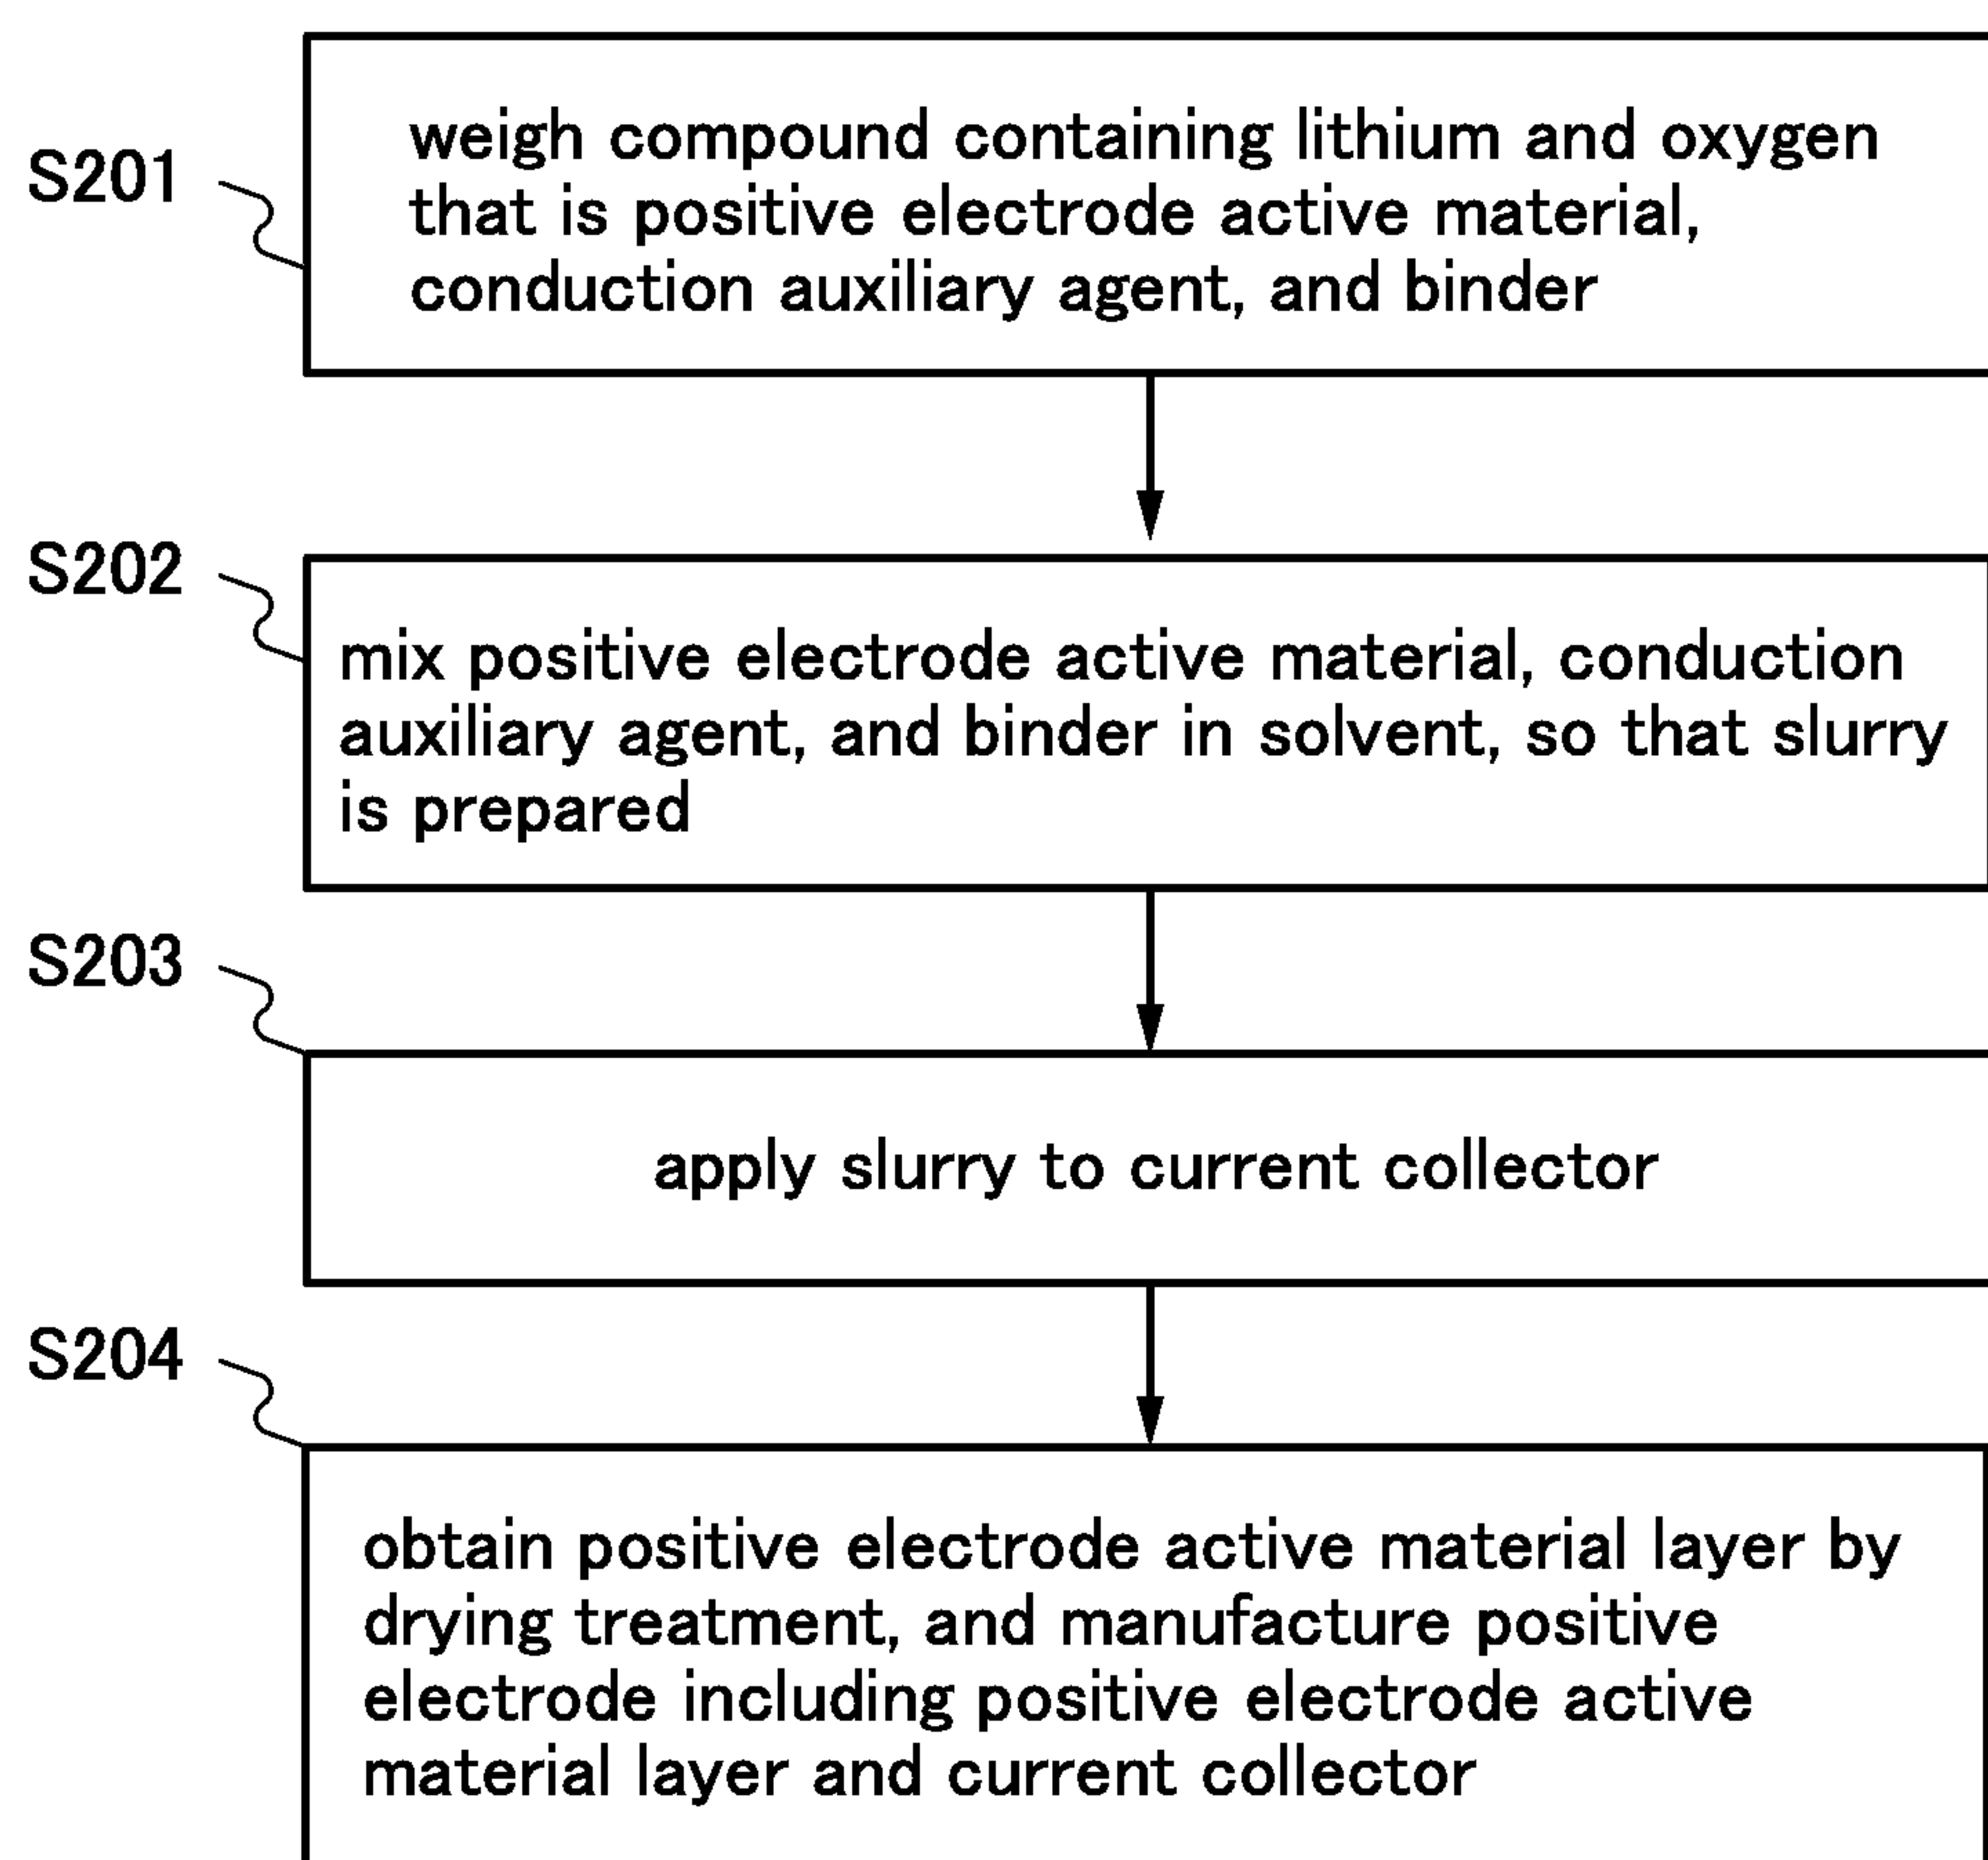 S201
weigh compound containing lithium and oxygen
that is positive electrode active material,
conduction auxiliary agent, and binder
S202
mix positive electrode active material, conduction
auxiliary agent, and binder in solvent, so that slurry
is prepared
S203
apply slurry to current collector
S204
obtain positive electrode active material layer by
drying treatment, and manufacture positive
electrode including positive electrode active
material layer and current collector